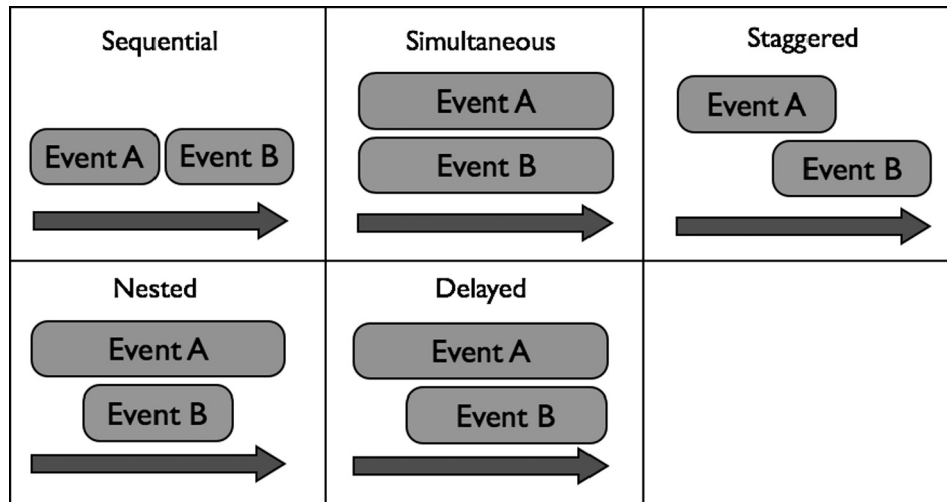 Sequential
Event A
Event B
Simultaneous
Event A
Event B
Staggered
Event A
Event B
Nested
Event A
Event B
Delayed
Event A
Event B